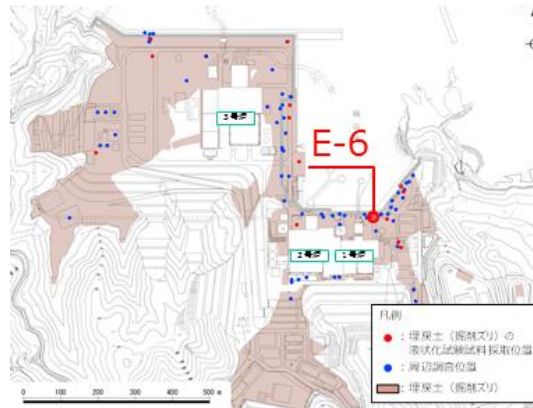 3号炉
E-6
2号炉
1号炉
凡例
●：埋戻土（掘削ズリ）の
液状化試験試料採取位置
●：周辺調査位置
：埋戻土（掘削ズリ）
0 100 200 300 400 500 m